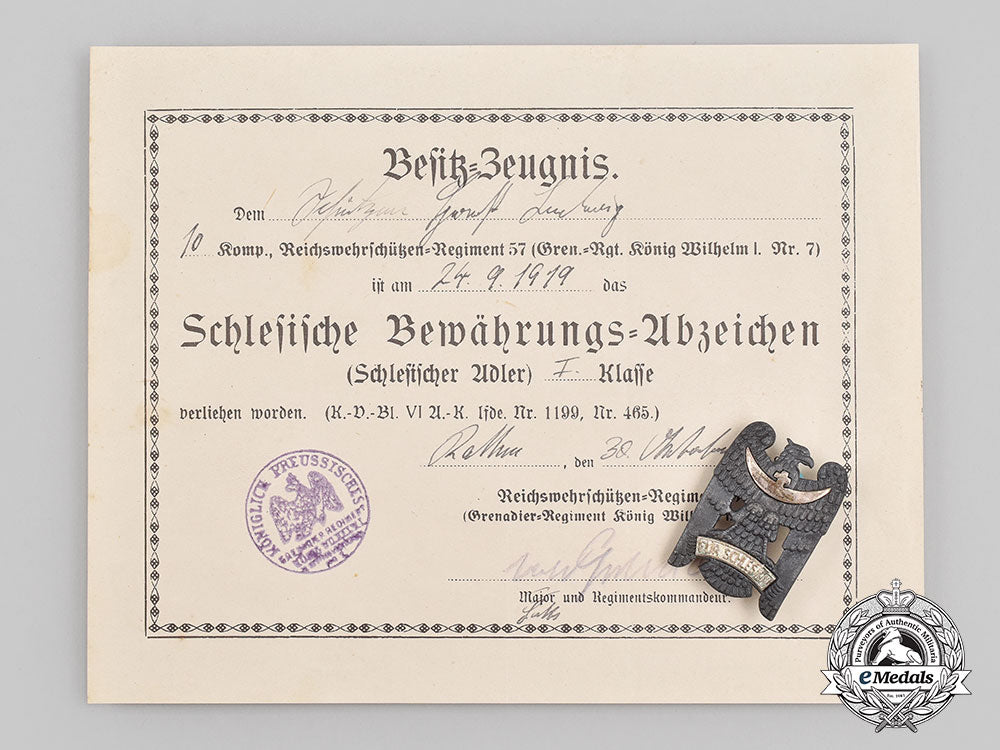 Besitz=Zeugnis.
Dem Schützen Ludwig
10 Komp., Reichswehrschützen=Regiment 57 (Gren.=Rgt. König Wilhelm I. Nr. 7)
ist am 24. 9. 1919 das
Schlesische Bewährungs=Abzeichen
(Schlesischer Adler) I. Klasse
verliehen worden. (K.=V.=Bl. VI A.=K. lfde. Nr. 1199, Nr. 465.)
, den 30. Oktober
Reichswehrschützen=Regim
(Grenadier=Regiment König Wil
Major und Regimentskommandeur.
KÖNIGLICH PREUSSISCHES
FÜR SCHLESIEN
Purveyors of Authentic Militaria
eMedals